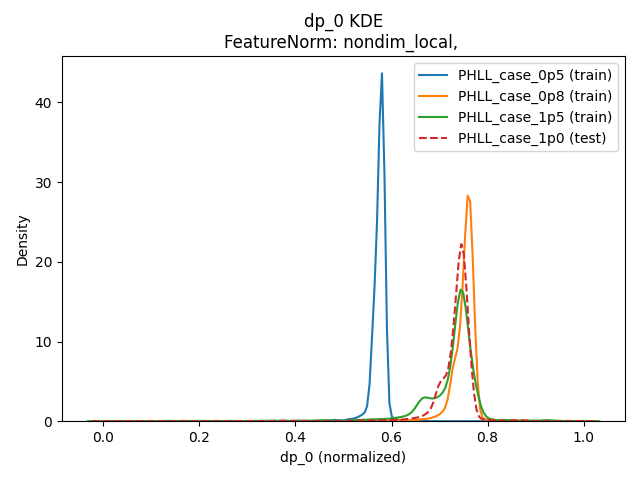 dp_0 KDE
FeatureNorm: nondim_local,
PHLL_case_0p5 (train)
PHLL_case_0p8 (train)
PHLL_case_1p5 (train)
PHLL_case_1p0 (test)
Density
40
30
20
10
0
0.0 0.2 0.4 0.6 0.8 1.0
dp_0 (normalized)